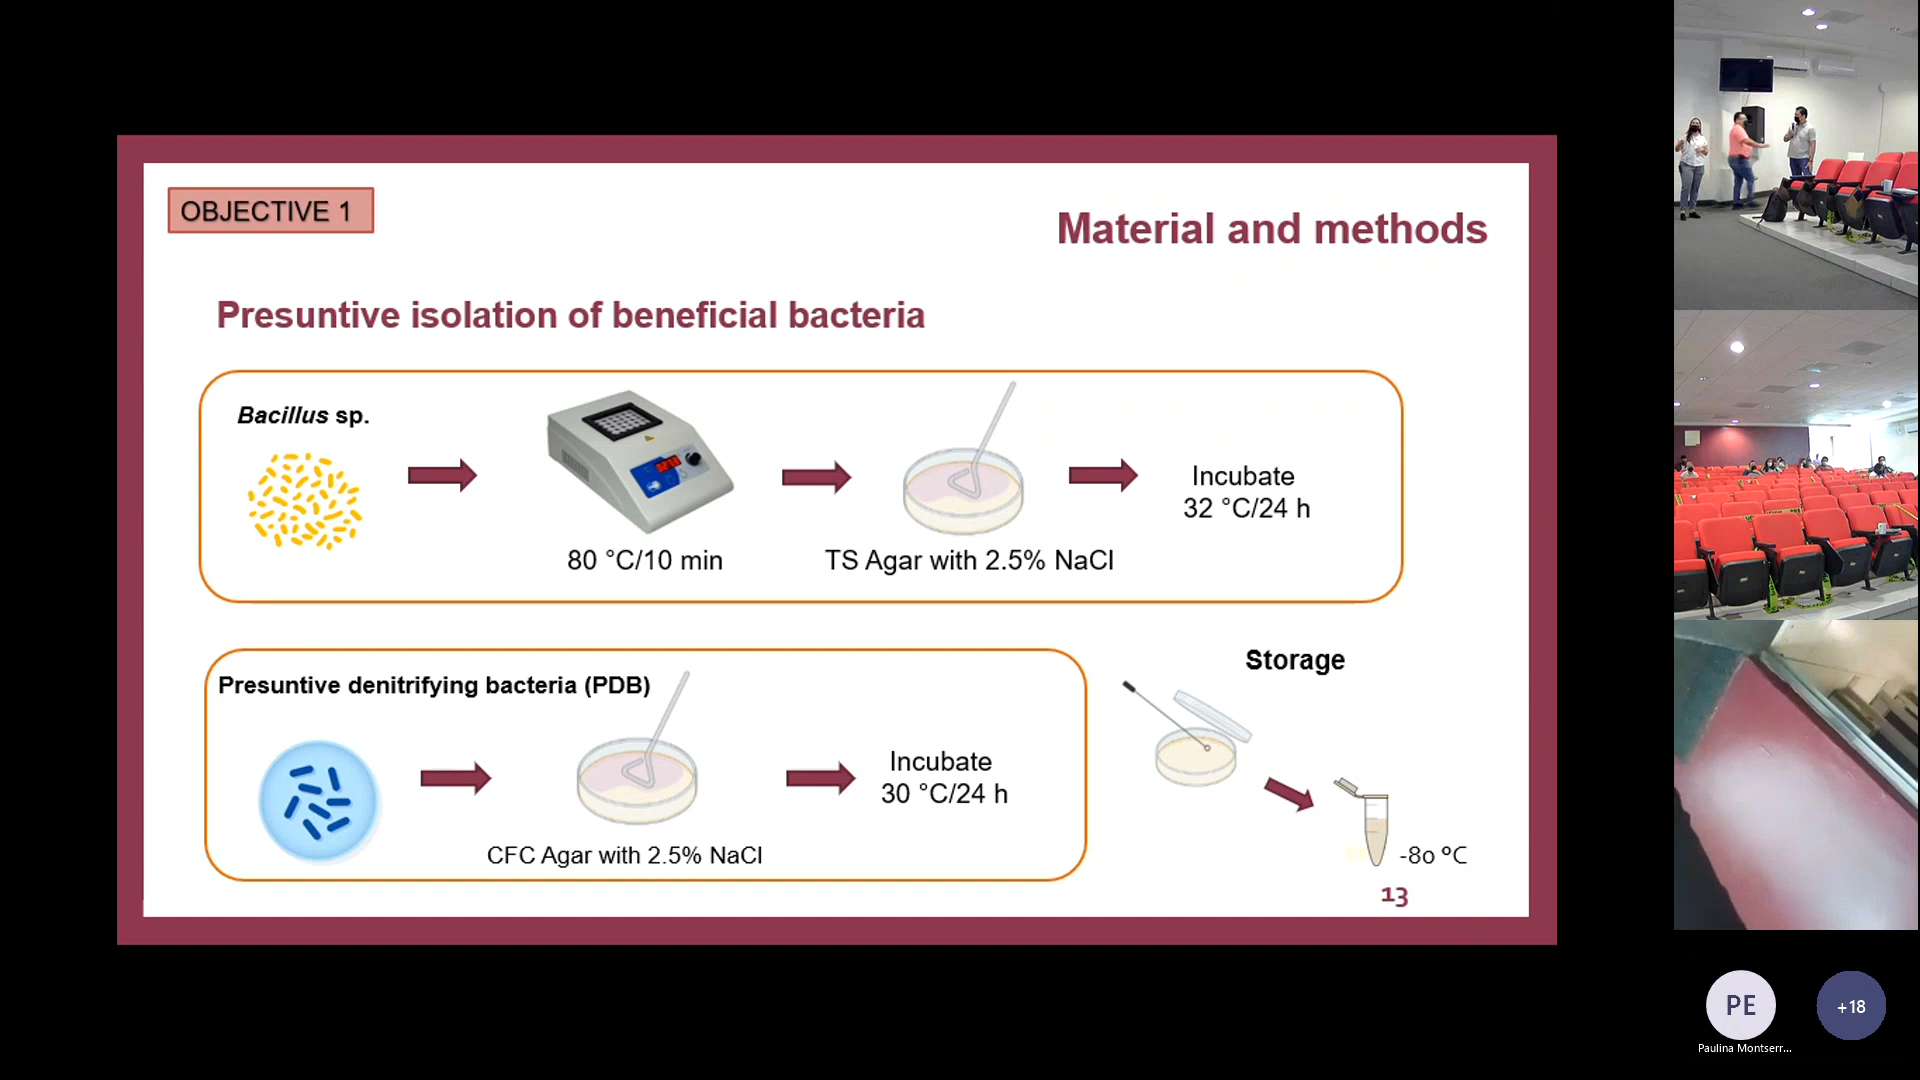 OBJECTIVE 1
Material and methods
Presuntive isolation of beneficial bacteria
Bacillus sp.
80 °C/10 min
TS Agar with 2.5% NaCl
Incubate
32 °C/24 h
Presuntive denitrifying bacteria (PDB)
CFC Agar with 2.5% NaCl
Incubate
30 °C/24 h
Storage
-80 ºC
13
PE
+18
Paulina Montserr...